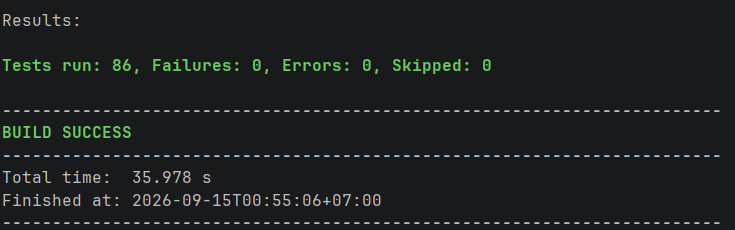 Results:
Tests run: 86, Failures: 0, Errors: 0, Skipped: 0
------------------------------------------------------------------------
BUILD SUCCESS
------------------------------------------------------------------------
Total time:  35.978 s
Finished at: 2026-09-15T00:55:06+07:00
------------------------------------------------------------------------